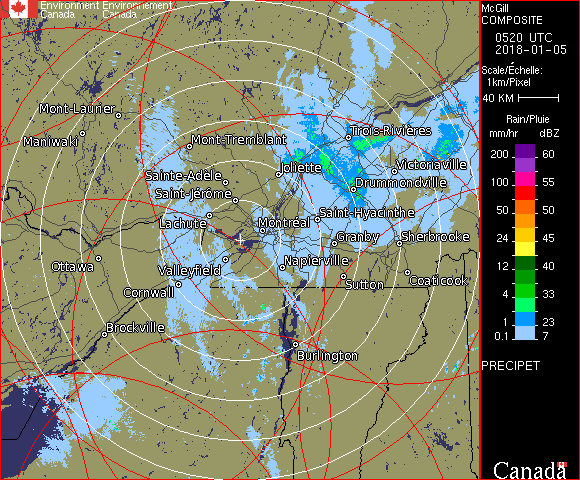 Environment Environnement
Canada Canada
McGill
COMPOSITE
0520 UTC
2018-01-05
Scale/Échelle:
1km/Pixel
40 KM
Rain/Pluie
mm/hr dBZ
200 60
100 55
50 50
24 45
12 40
4 33
1 23
0.1 7
PRECIPET
Canada
Mont-Laurier
Maniwaki
Mont-Tremblant
Trois-Rivières
Sainte-Adèle
Joliette
Victoriaville
Saint-Jérôme
Drummondville
Lachute
Montréal
Saint-Hyacinthe
Granby
Sherbrooke
Ottawa
Valleyfield
Napierville
Cornwall
Sutton
Coaticook
Brockville
Burlington